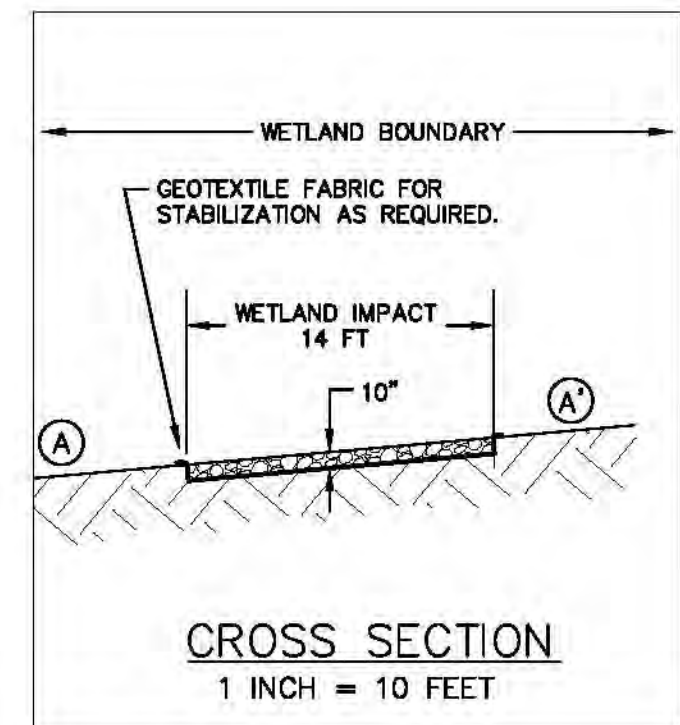 WETLAND BOUNDARY
GEOTEXTILE FABRIC FOR
STABILIZATION AS REQUIRED.
WETLAND IMPACT
14 FT
10"
A'
A
CROSS SECTION
1 INCH = 10 FEET